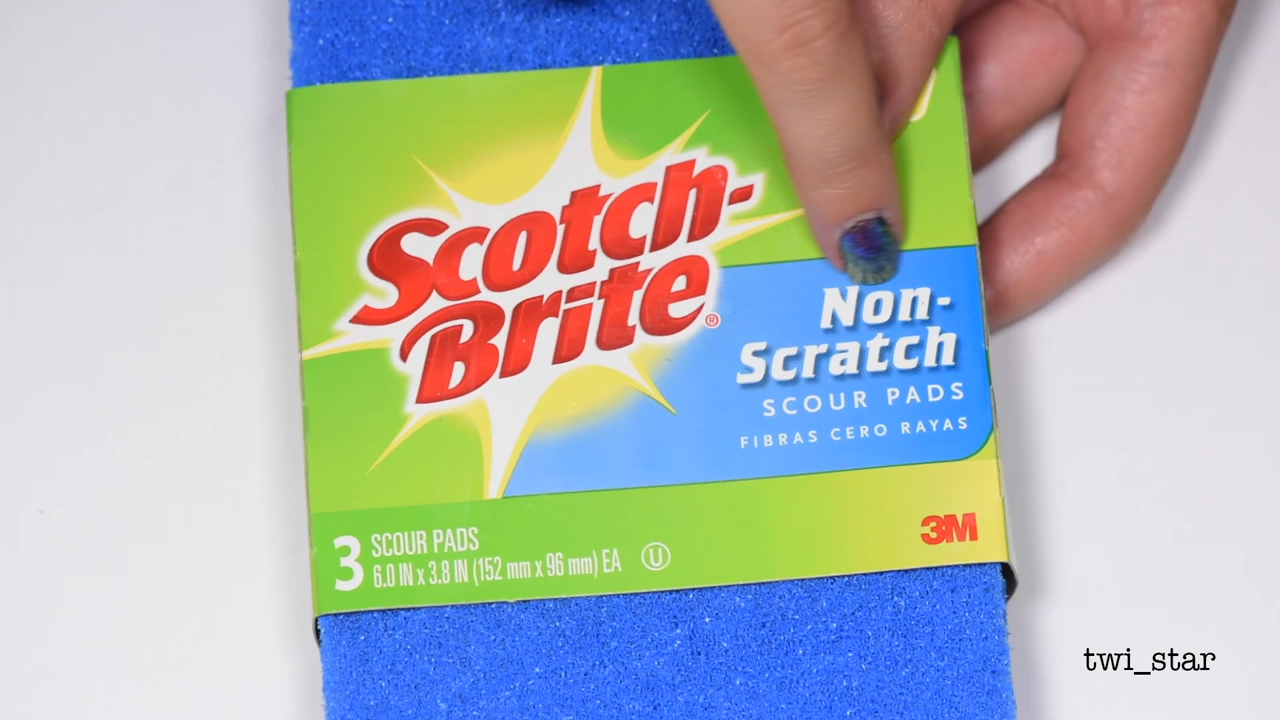 Scotch-
Brite®
Non-
Scratch
SCOUR PADS
FIBRAS CERO RAYAS
3 SCOUR PADS
6.0 IN x 3.8 IN (152 mm x 96 mm) EA
U
3M
twi_star